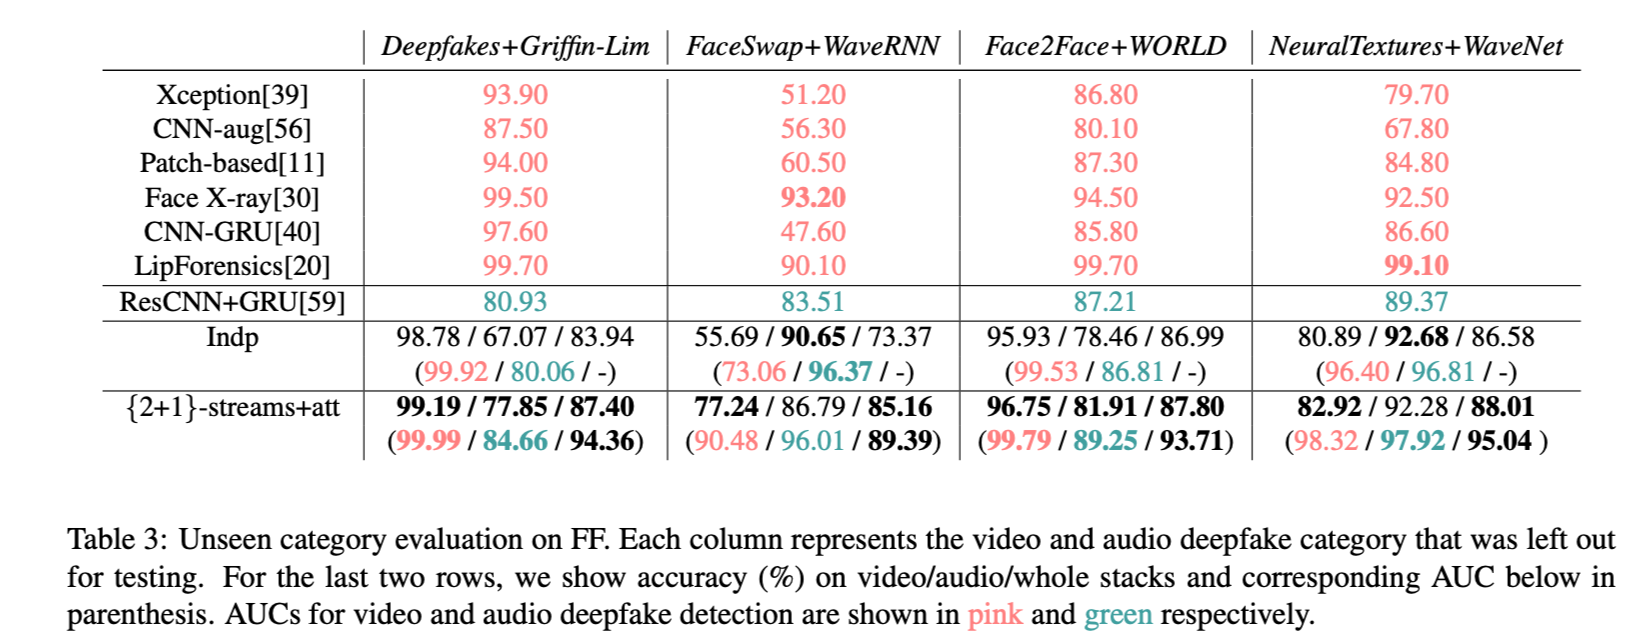 Deepfakes+Griffin-Lim FaceSwap+WaveRNN Face2Face+WORLD NeuralTextures+WaveNet
Xception[39] 93.90 51.20 86.80 79.70
CNN-aug[56] 87.50 56.30 80.10 67.80
Patch-based[11] 94.00 60.50 87.30 84.80
Face X-ray[30] 99.50 93.20 94.50 92.50
CNN-GRU[40] 97.60 47.60 85.80 86.60
LipForensics[20] 99.70 90.10 99.70 99.10
ResCNN+GRU[59] 80.93 83.51 87.21 89.37
Indp 98.78 / 67.07 / 83.94 55.69 / 90.65 / 73.37 95.93 / 78.46 / 86.99 80.89 / 92.68 / 86.58
(99.92 / 80.06 / -) (73.06 / 96.37 / -) (99.53 / 86.81 / -) (96.40 / 96.81 / -)
{2+1}-streams+att 99.19 / 77.85 / 87.40 77.24 / 86.79 / 85.16 96.75 / 81.91 / 87.80 82.92 / 92.28 / 88.01
(99.99 / 84.66 / 94.36) (90.48 / 96.01 / 89.39) (99.79 / 89.25 / 93.71) (98.32 / 97.92 / 95.04 )
Table 3: Unseen category evaluation on FF. Each column represents the video and audio deepfake category that was left out
for testing. For the last two rows, we show accuracy (%) on video/audio/whole stacks and corresponding AUC below in
parenthesis. AUCs for video and audio deepfake detection are shown in pink and green respectively.